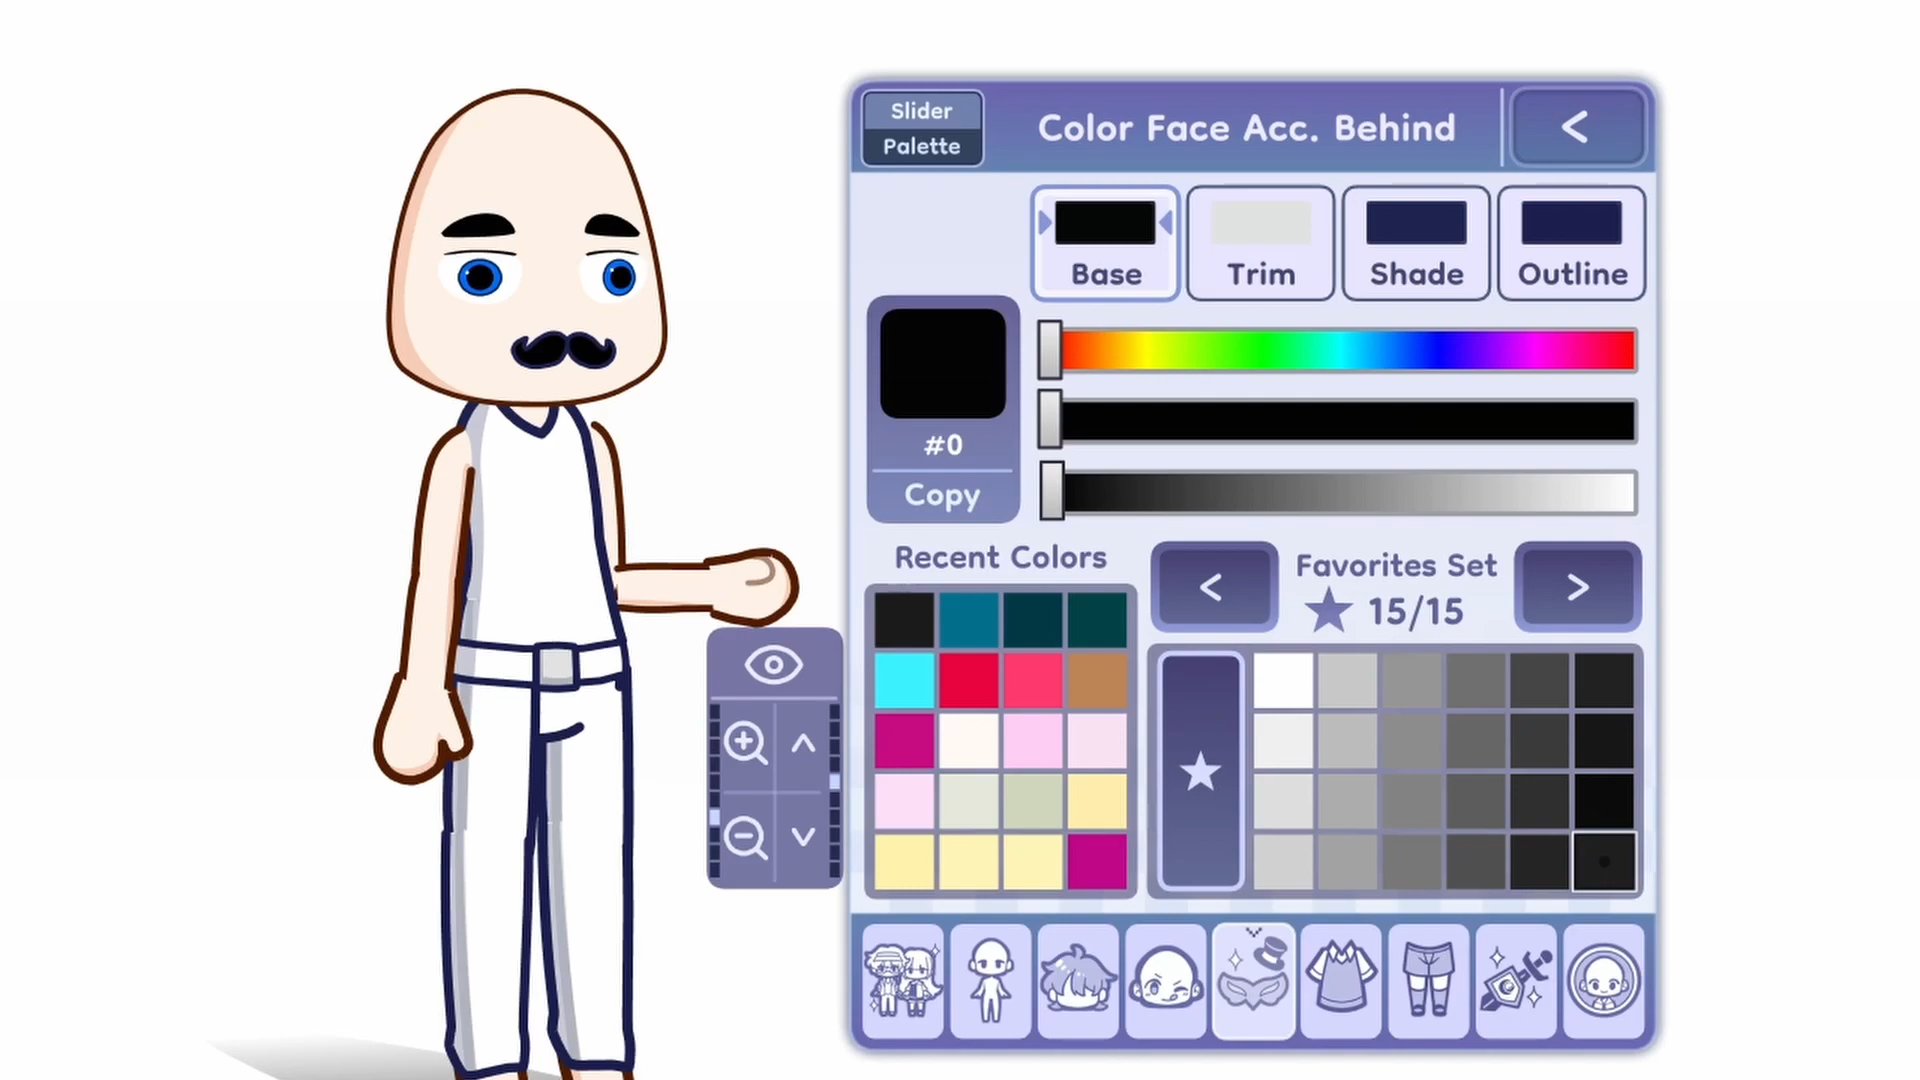 Slider
Palette
Color Face Acc. Behind
<
Base
Trim
Shade
Outline
#0
Copy
Recent Colors
<
Favorites Set
15/15
>